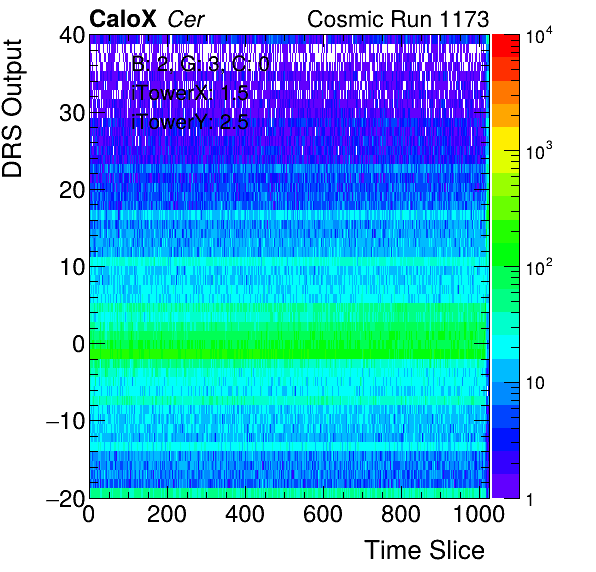 CaloX Cer Cosmic Run 1173
B: 2, G: 3, C: 0
iTowerX: 1.5
iTowerY: 2.5
DRS Output
40
30
20
10
0
−10
−20
0 200 400 600 800 1000
Time Slice
10^4
10^3
10^2
10
1